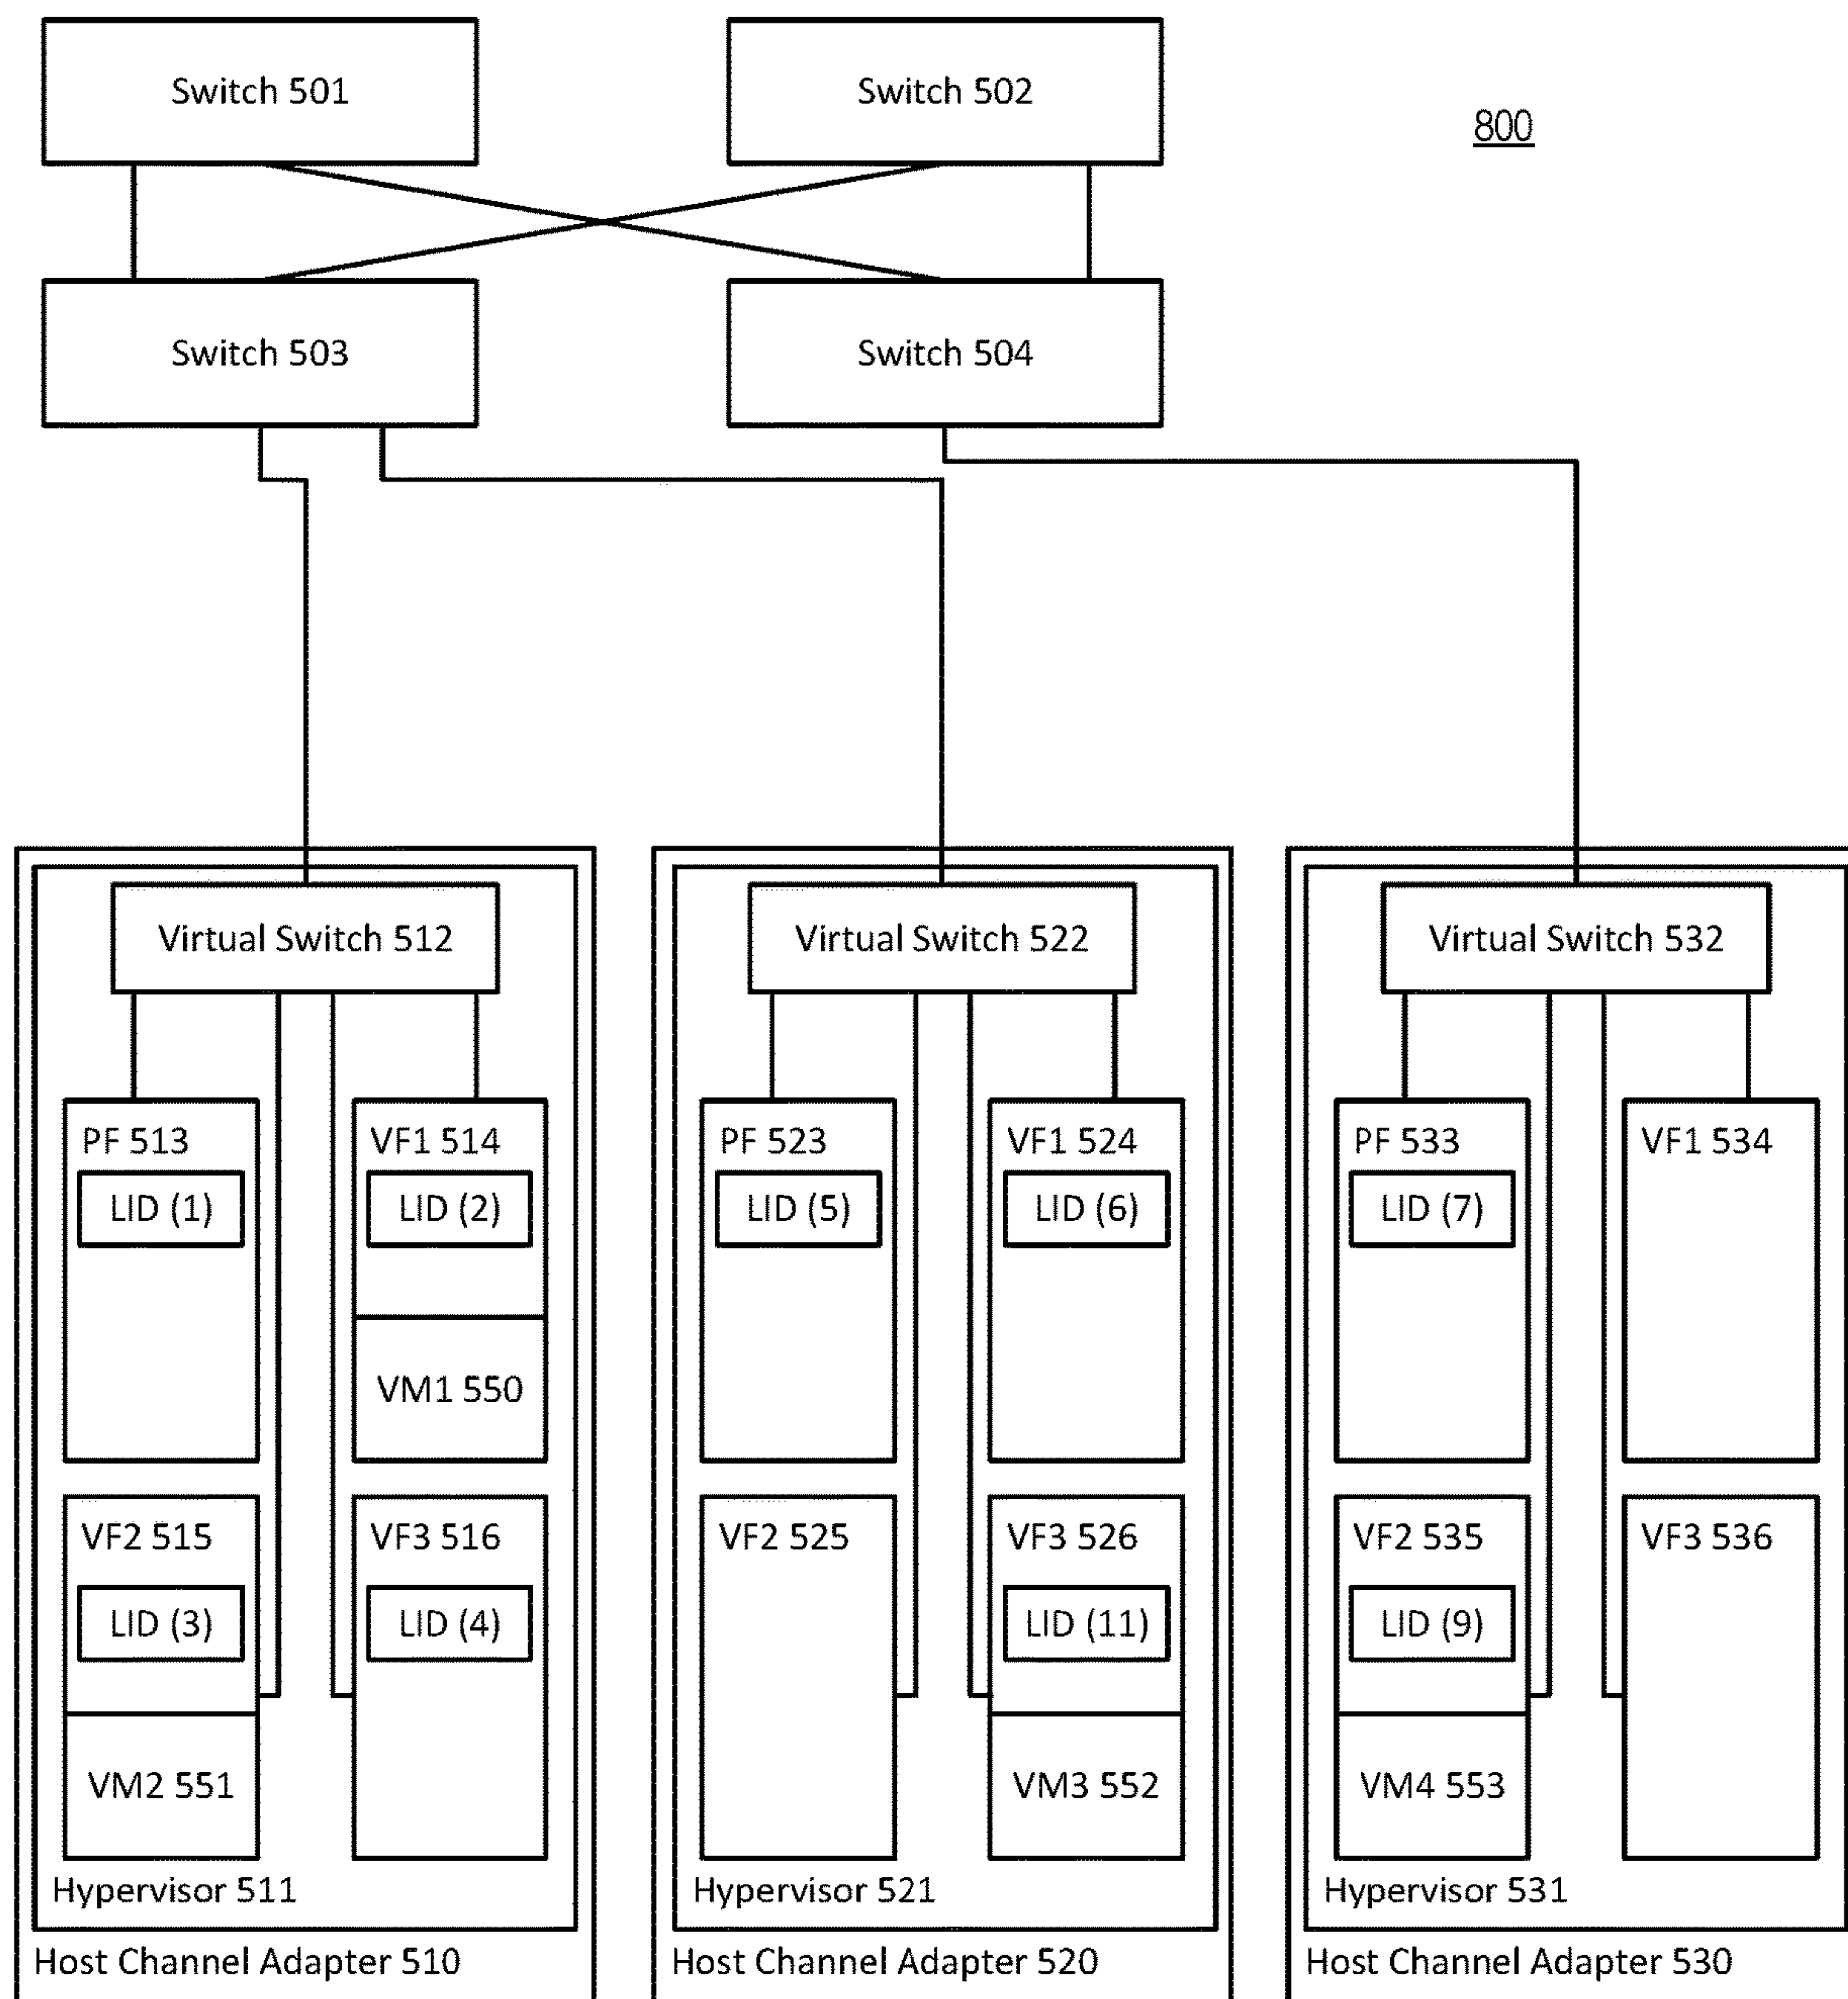 Switch 501
Switch 502
800
Switch 503
Switch 504
Virtual Switch 512
Virtual Switch 522
Virtual Switch 532
PF 513
LID (1)
VF1 514
LID (2)
VM1 550
VF2 515
LID (3)
VM2 551
VF3 516
LID (4)
Hypervisor 511
Host Channel Adapter 510
PF 523
LID (5)
VF1 524
LID (6)
VF2 525
VF3 526
LID (11)
VM3 552
Hypervisor 521
Host Channel Adapter 520
PF 533
LID (7)
VF1 534
VF2 535
LID (9)
VM4 553
VF3 536
Hypervisor 531
Host Channel Adapter 530